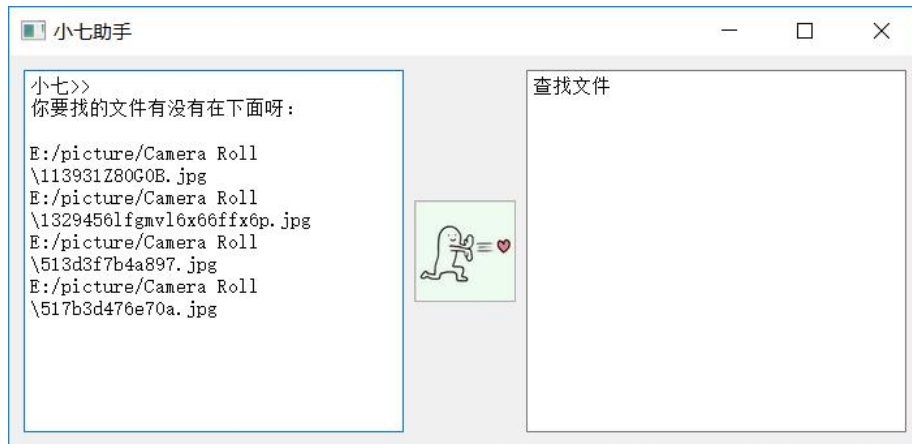 小七助手
小七>>
你要找的文件有没有在下面呀：
E:/picture/Camera Roll
\113931Z80G0B.jpg
E:/picture/Camera Roll
\1329456lfgmvl6x66ffx6p.jpg
E:/picture/Camera Roll
\513d3f7b4a897.jpg
E:/picture/Camera Roll
\517b3d476e70a.jpg
查找文件